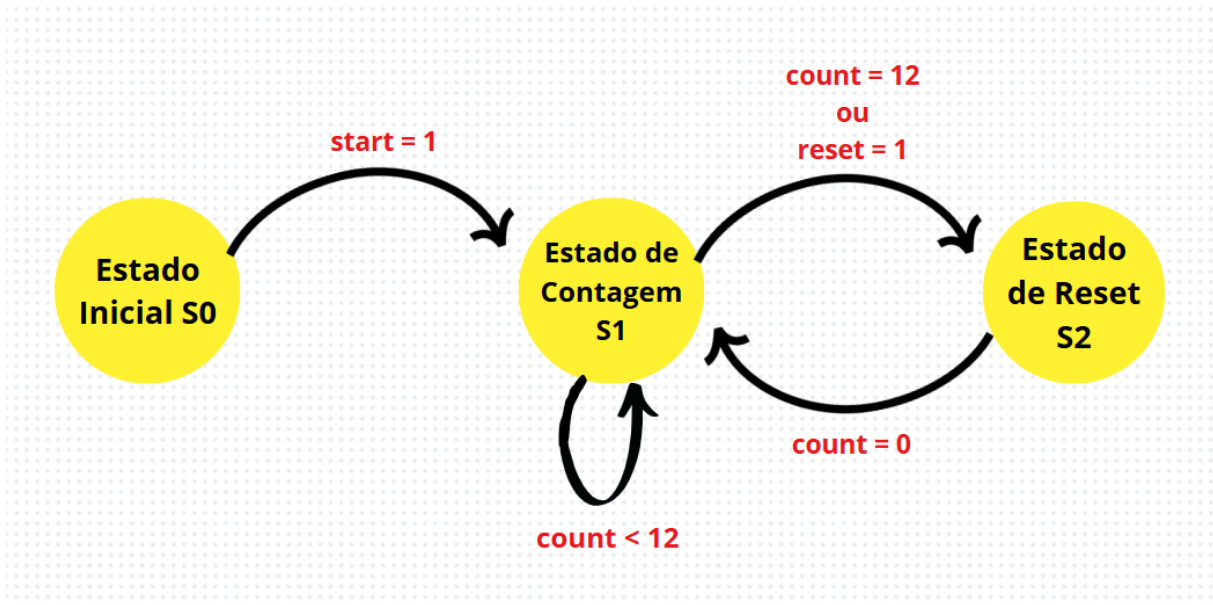 count = 12
ou
reset = 1
start = 1
Estado
Inicial S0
Estado de
Contagem
S1
Estado
de Reset
S2
count = 0
count < 12